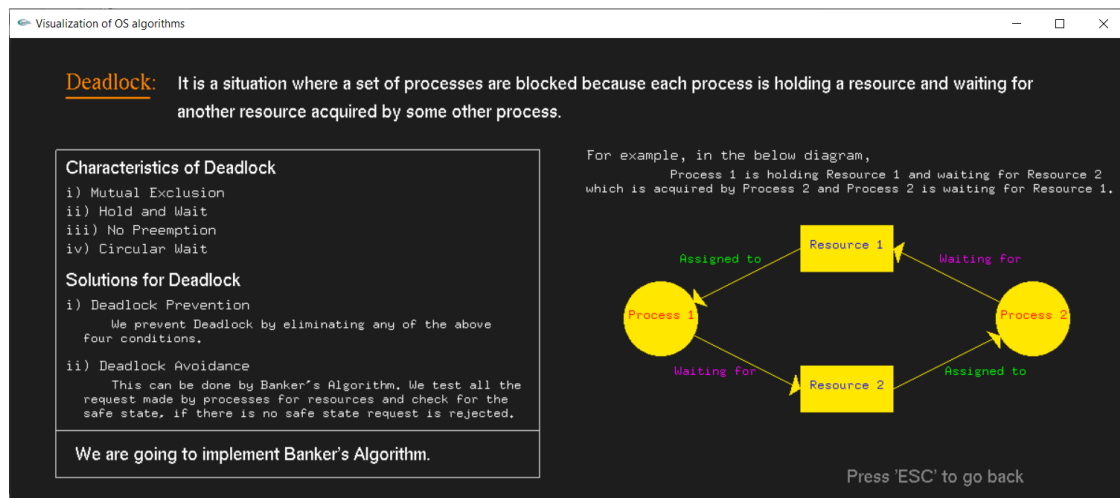 Visualization of OS algorithms
Deadlock: It is a situation where a set of processes are blocked because each process is holding a resource and waiting for
another resource acquired by some other process.
Characteristics of Deadlock
i) Mutual Exclusion
ii) Hold and Wait
iii) No Preemption
iv) Circular Wait
Solutions for Deadlock
i) Deadlock Prevention
We prevent Deadlock by eliminating any of the above
four conditions.
ii) Deadlock Avoidance
This can be done by Banker's Algorithm. We test all the
request made by processes for resources and check for the
safe state, if there is no safe state request is rejected.
We are going to implement Banker's Algorithm.
For example, in the below diagram,
Process 1 is holding Resource 1 and waiting for Resource 2
which is acquired by Process 2 and Process 2 is waiting for Resource 1.
Resource 1
Assigned to
Waiting for
Process 1
Process 2
Waiting for
Assigned to
Resource 2
Press 'ESC' to go back